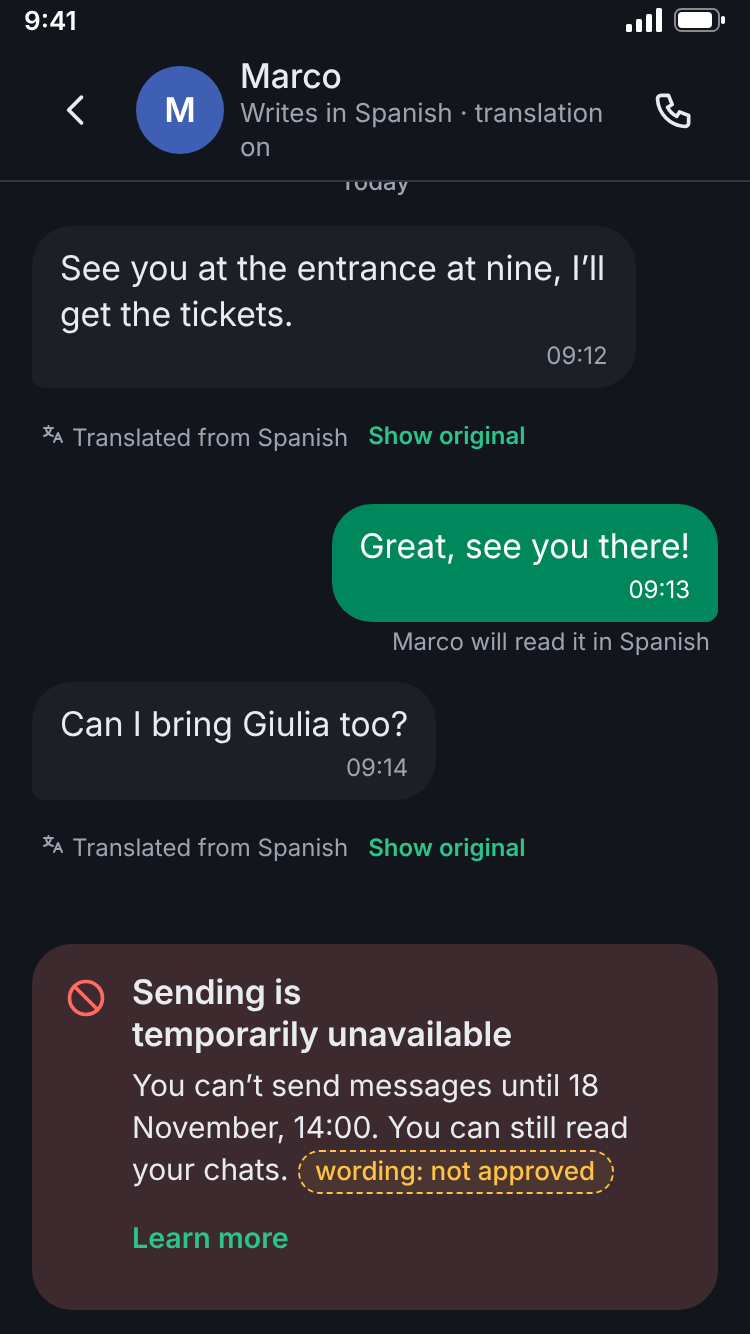 9:41
M
Marco
Writes in Spanish · translation
on
Today
See you at the entrance at nine, I’ll
get the tickets.
09:12
Translated from Spanish Show original
Great, see you there!
09:13
Marco will read it in Spanish
Can I bring Giulia too?
09:14
Translated from Spanish Show original
Sending is
temporarily unavailable
You can’t send messages until 18
November, 14:00. You can still read
your chats. wording: not approved
Learn more